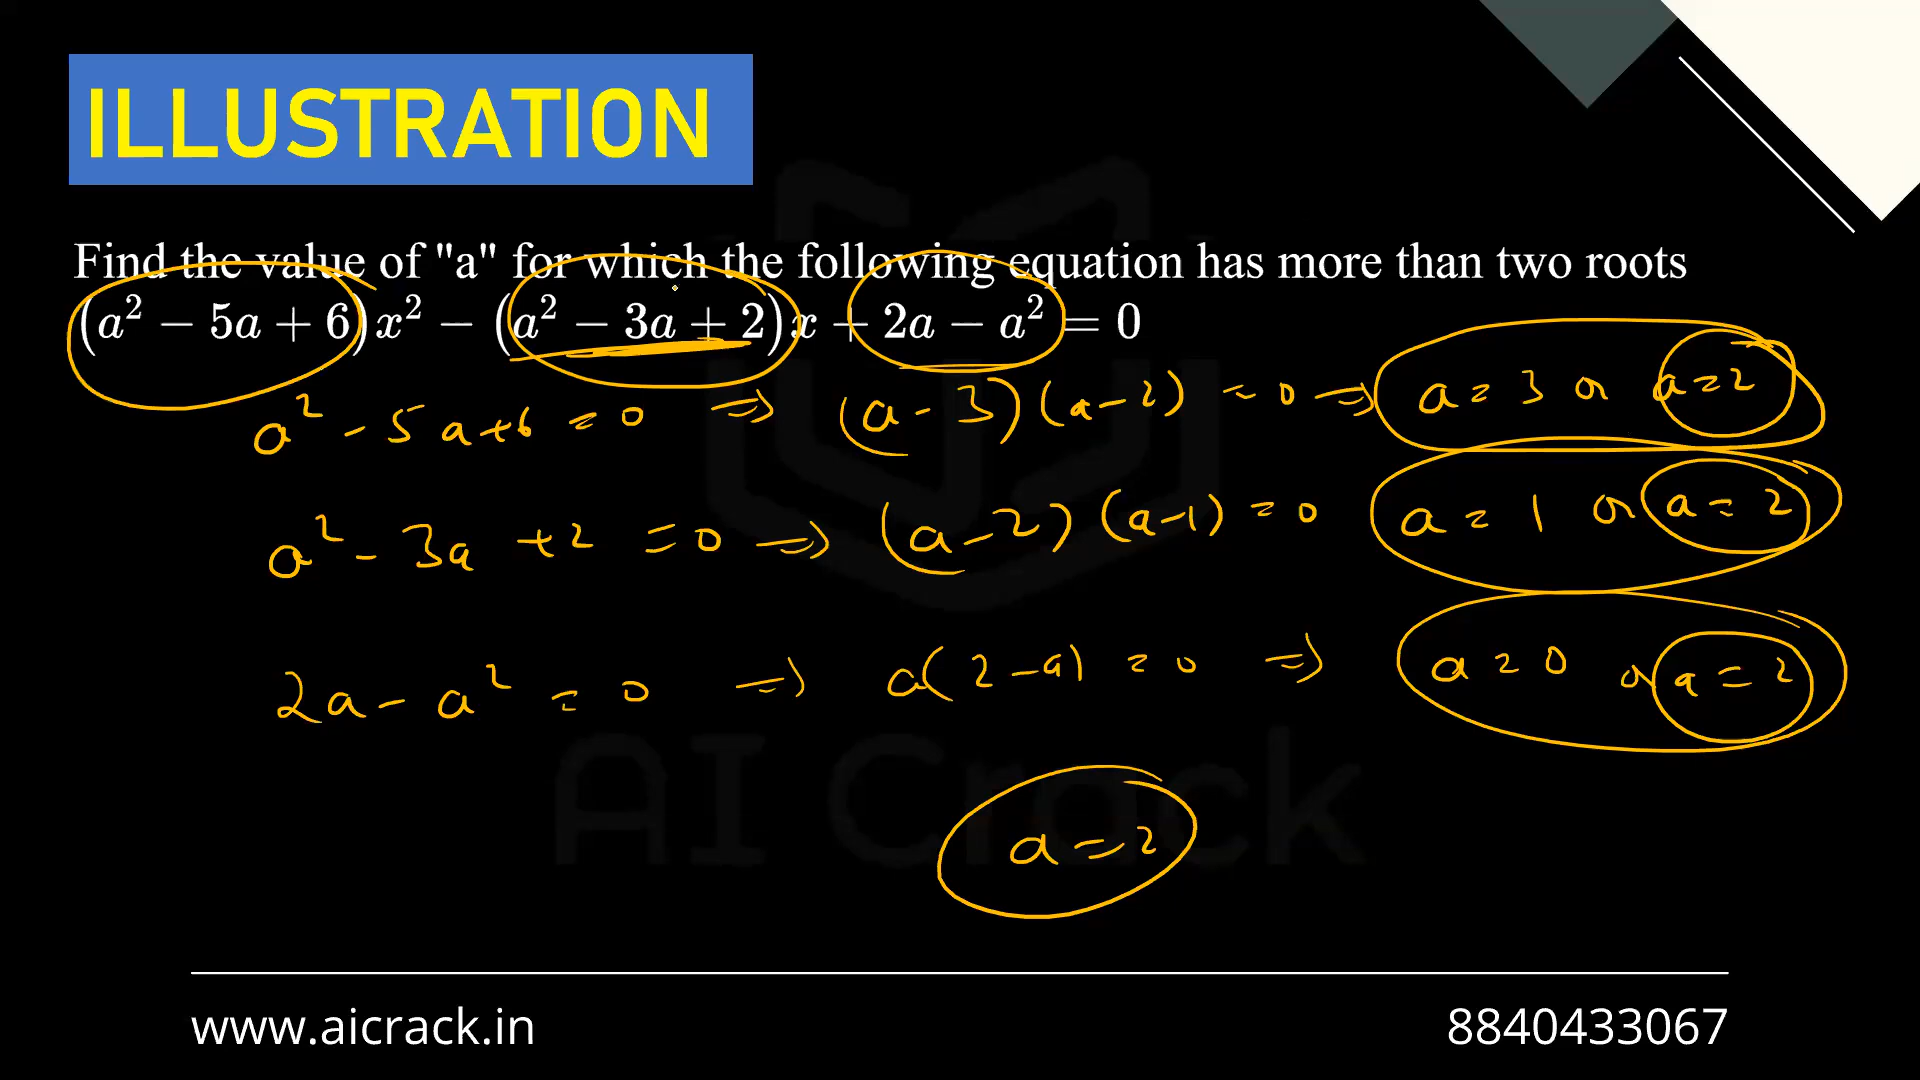 ILLUSTRATION
Find the value of "a" for which the following equation has more than two roots
(a² − 5a + 6)x² − (a² − 3a + 2)x + 2a − a² = 0
a² - 5a+6 = 0 ⇒ (a-3)(a-2) = 0 ⇒ a = 3 or a=2
a² - 3a +2 = 0 ⇒ (a-2)(a-1) = 0 a = 1 or a=2
2a - a² = 0 ⇒ a(2-a) = 0 ⇒ a = 0 or a=2
a=2
AI Crack
www.aicrack.in
8840433067